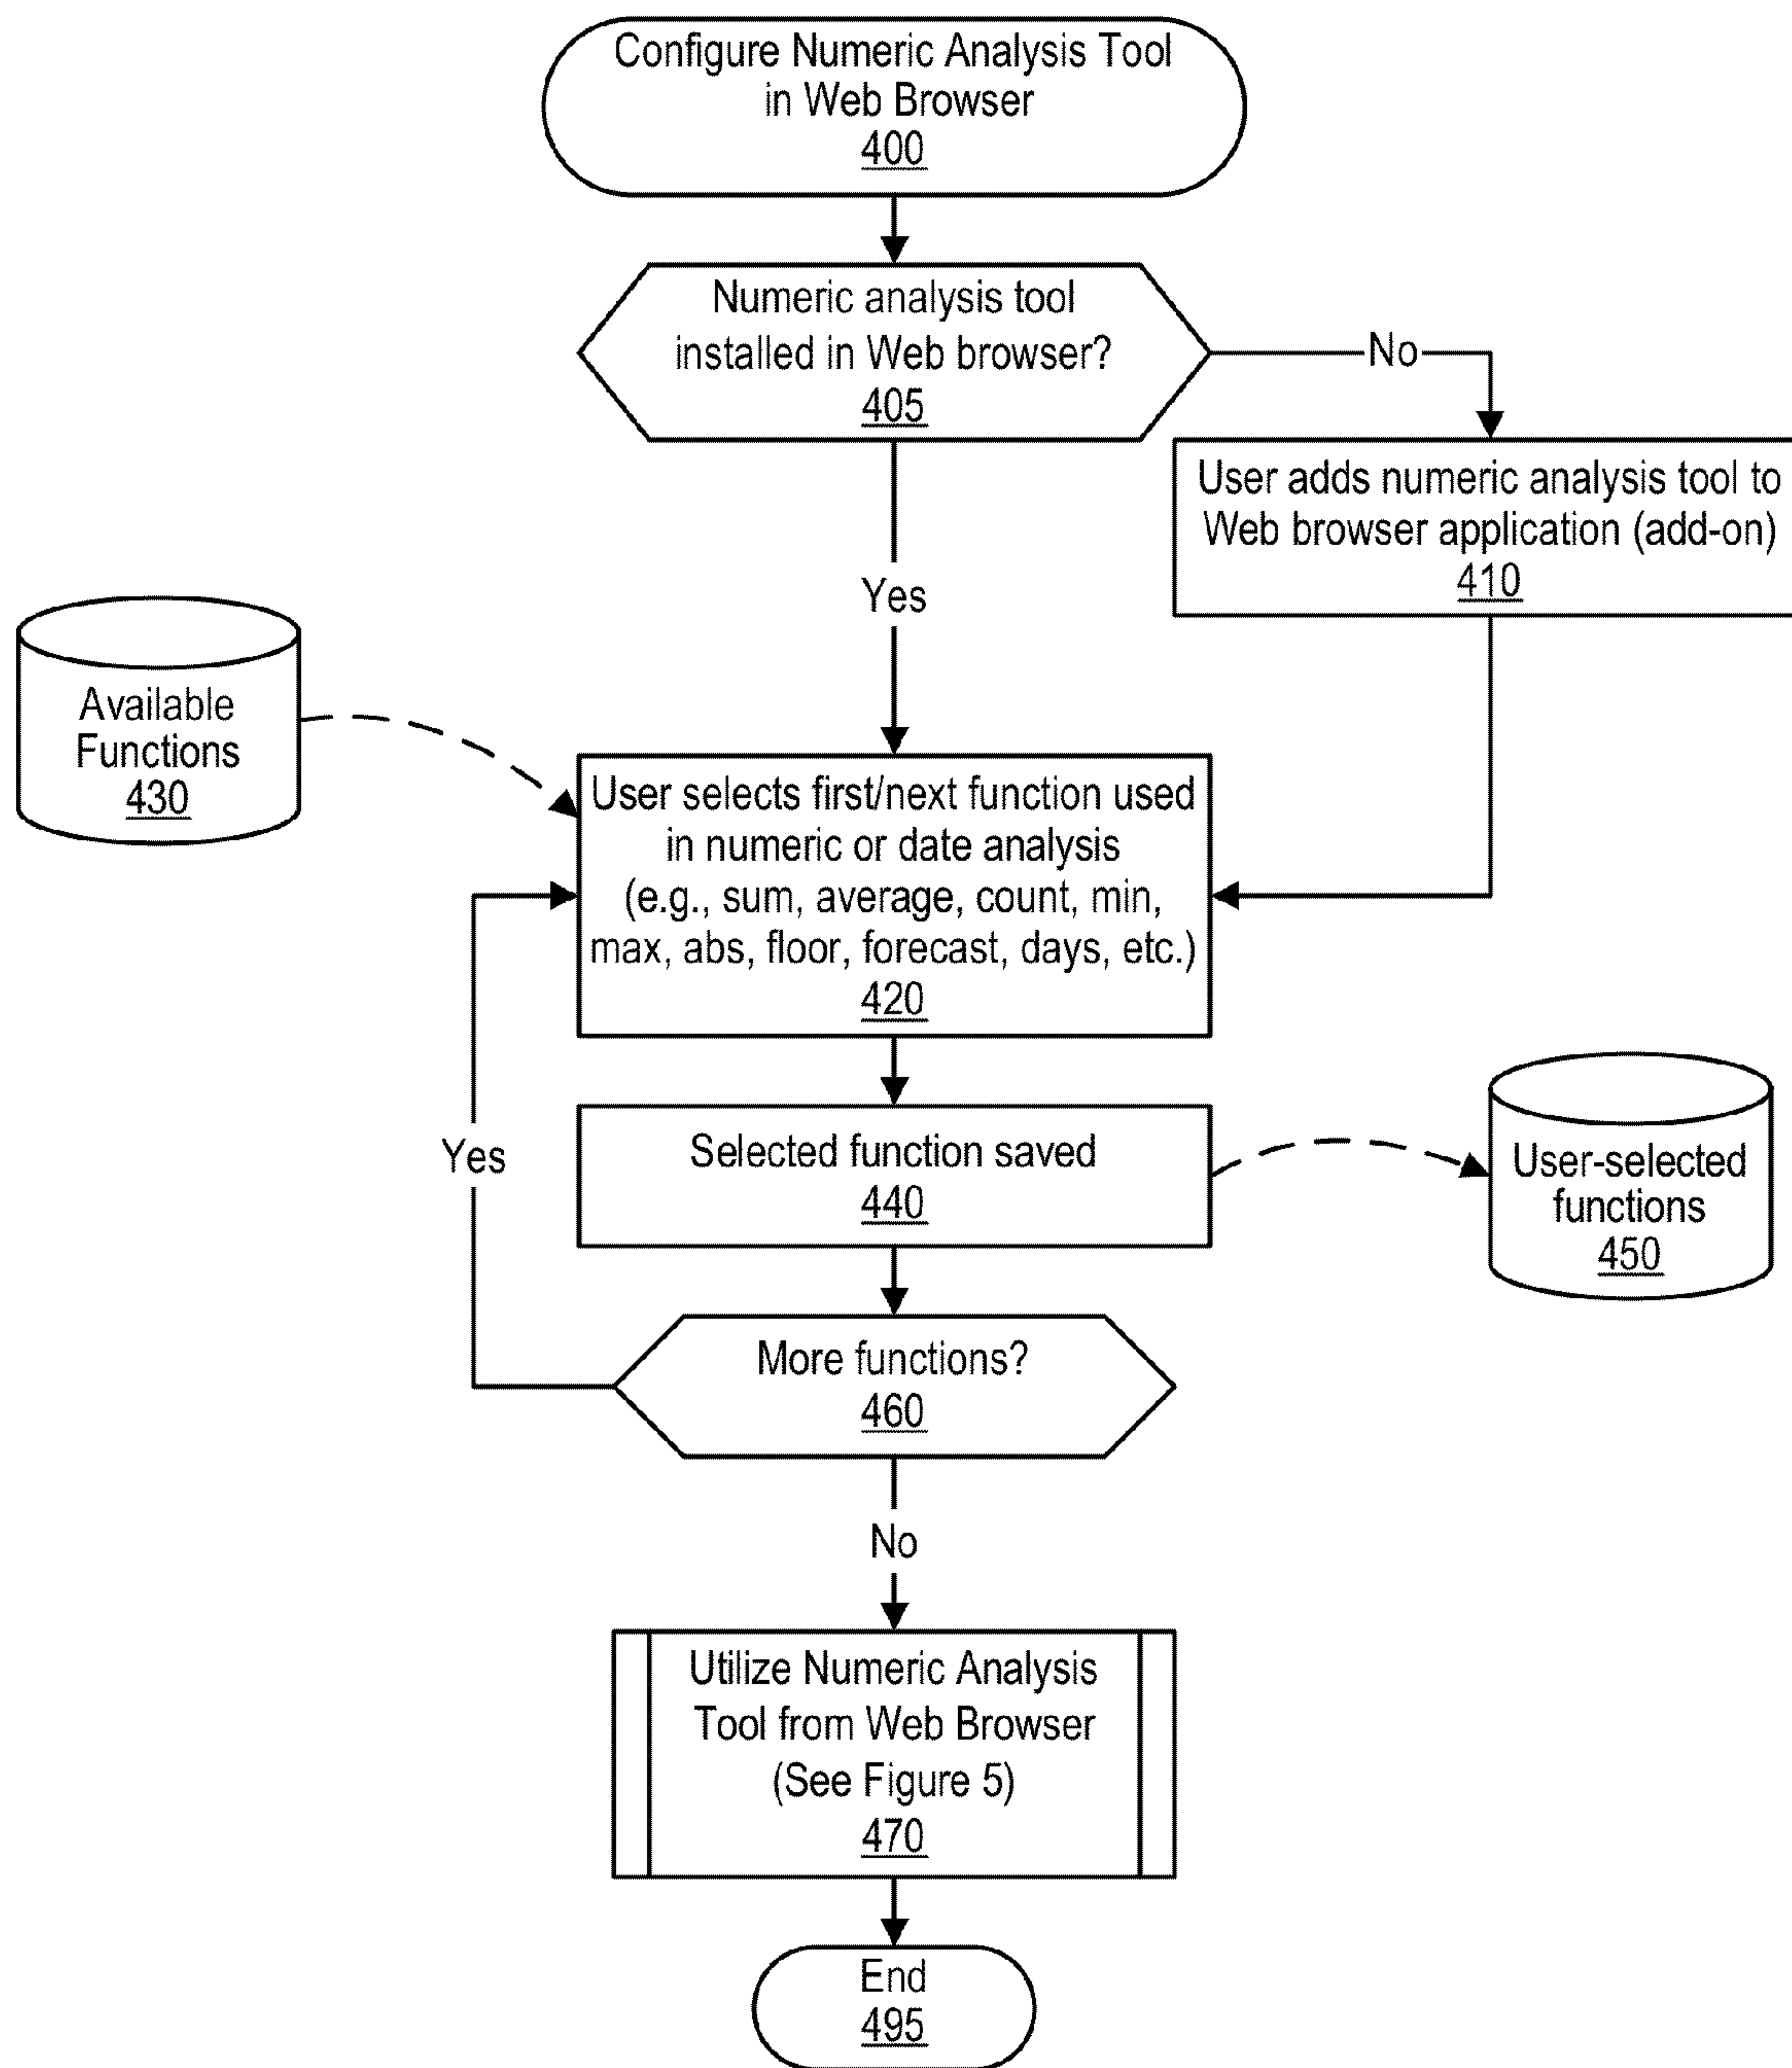 Configure Numeric Analysis Tool
in Web Browser
400
Numeric analysis tool
installed in Web browser?
405
No
User adds numeric analysis tool to
Web browser application (add-on)
410
Yes
Available
Functions
430
User selects first/next function used
in numeric or date analysis
(e.g., sum, average, count, min,
max, abs, floor, forecast, days, etc.)
420
Yes
Selected function saved
440
User-selected
functions
450
More functions?
460
No
Utilize Numeric Analysis
Tool from Web Browser
(See Figure 5)
470
End
495